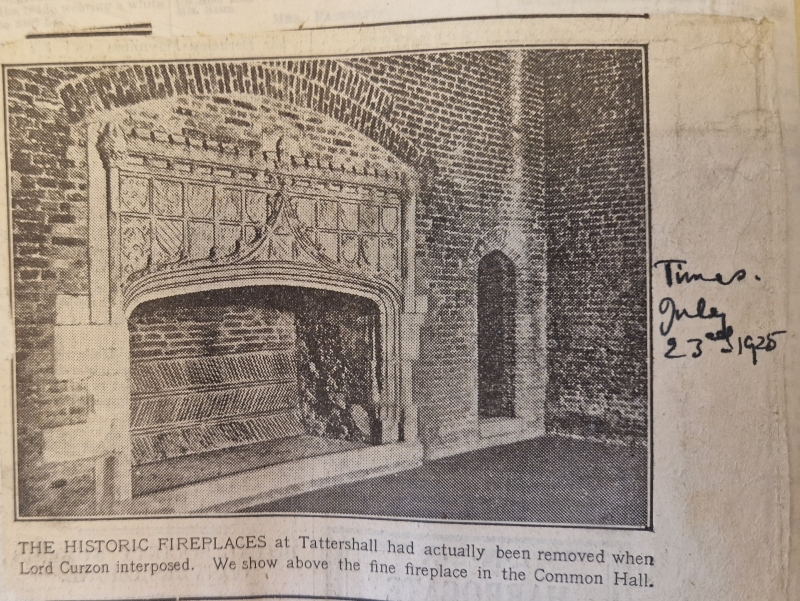 THE HISTORIC FIREPLACES at Tattershall had actually been removed when
Lord Curzon interposed. We show above the fine fireplace in the Common Hall.
Times.
July
23rd 1925